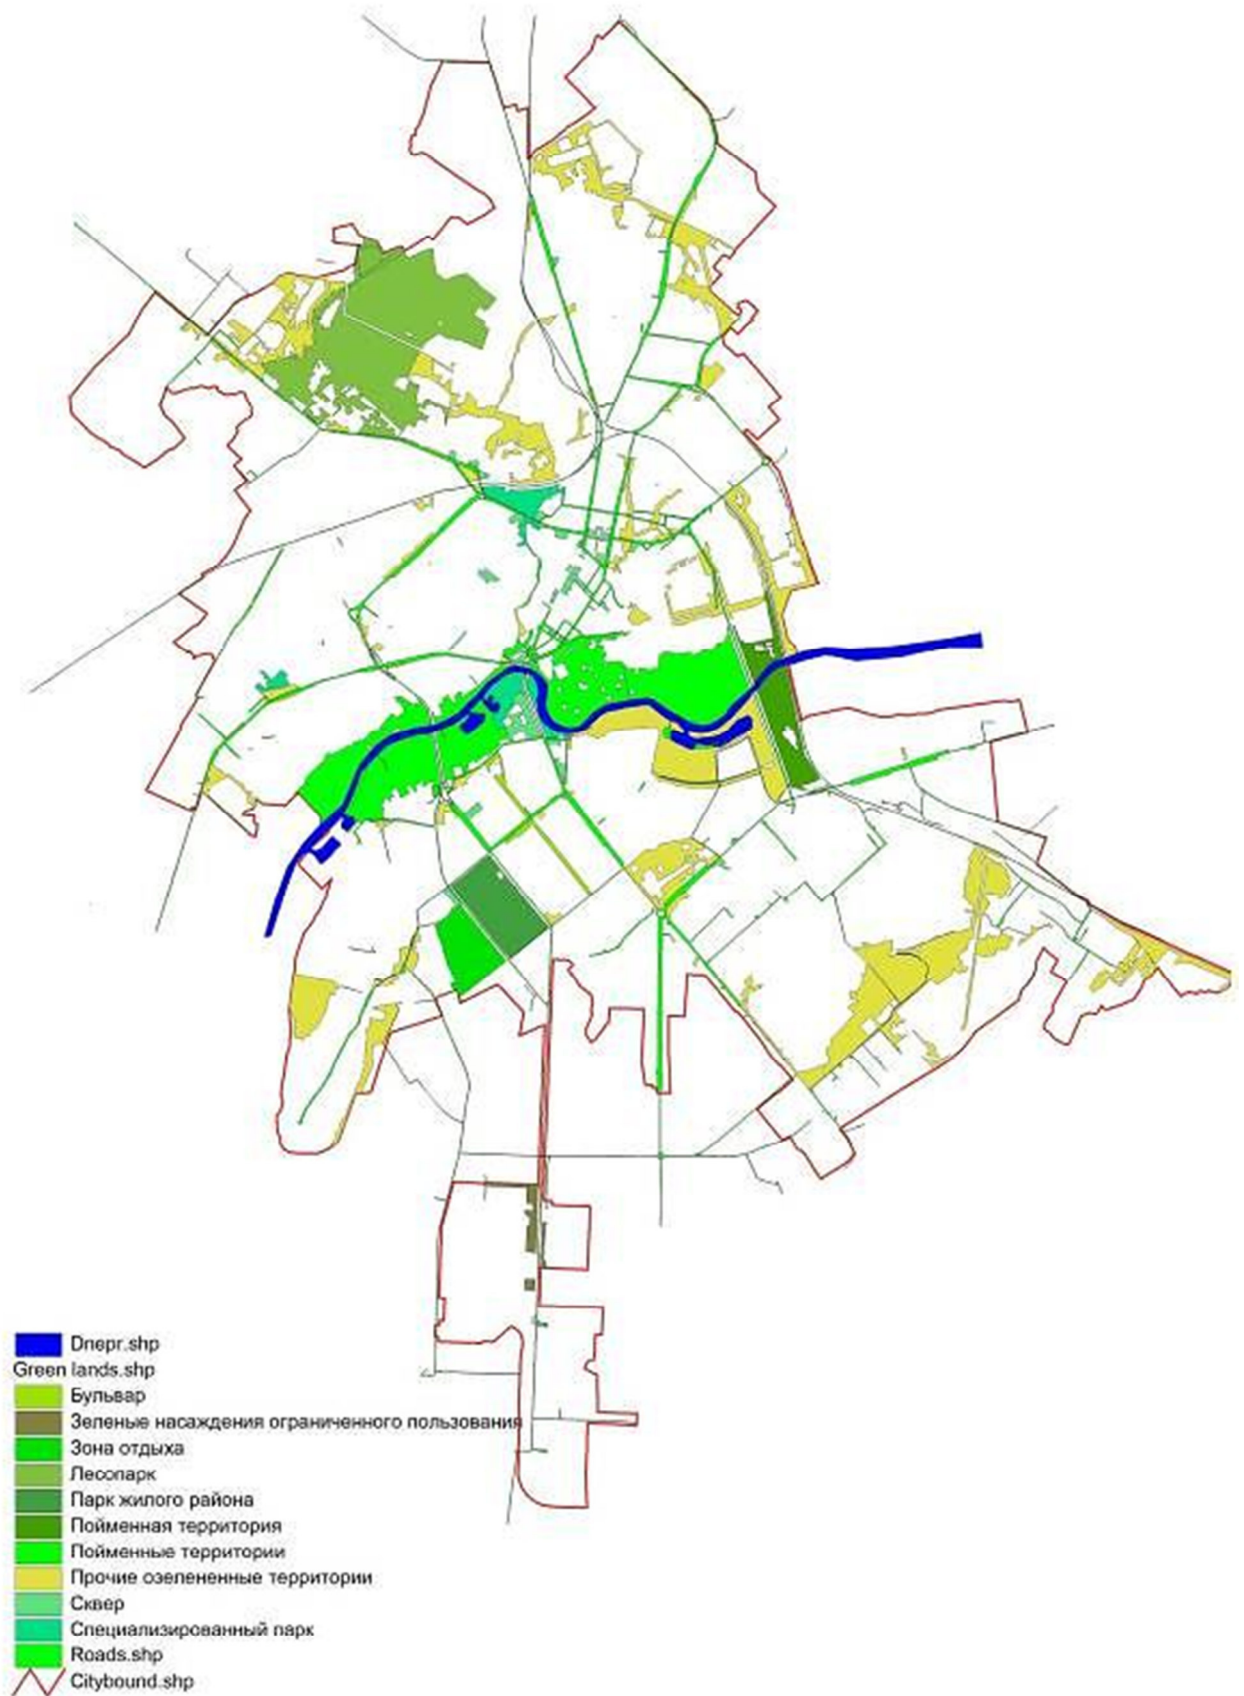 Dnepr.shp
Green lands.shp
Бульвар
Зеленые насаждения ограниченного пользования
Зона отдыха
Лесопарк
Парк жилого района
Пойменная территория
Пойменные территории
Прочие озелененные территории
Сквер
Специализированный парк
Roads.shp
Citybound.shp